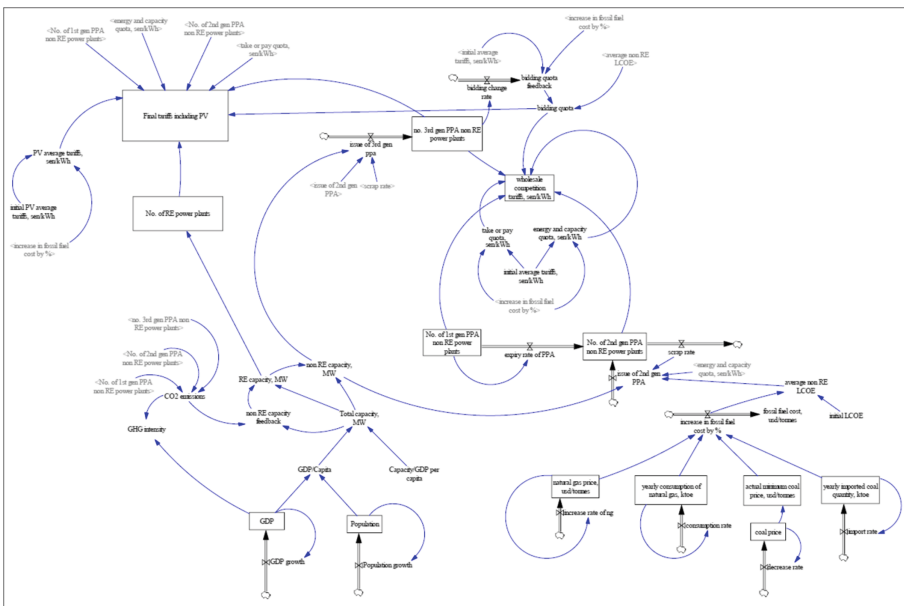 <No. of 1st gen PPA
non RE power plants>
<energy and capacity
quota, sen/kWh>
<No. of 2nd gen PPA
non RE power plants>
<take or pay quota,
sen/kWh>
Final tariffs including PV
PV average tariffs,
sen/kWh
initial PV average
tariffs, sen/kWh
<increase in fossil fuel
cost by %>
No. of RE power plants
<initial average
tariffs, sen/kWh>
<increase in fossil fuel
cost by %>
<average non RE
LCOE>
bidding change
rate
bidding quota
feedback
bidding quota
issue of 3rd gen
ppa
no. 3rd gen PPA non RE
power plants
<issue of 2nd gen
PPA>
<scrap rate>
wholesale
competition
tariffs, sen/kWh
take or pay
quota,
sen/kWh
energy and capacity
quota, sen/kWh
initial average tariffs,
sen/kWh
<increase in fossil fuel
cost by %>
No. of 1st gen PPA
non RE power
plants
expiry rate of PPA
No. of 2nd gen PPA
non RE power plants
scrap rate
issue of 2nd gen
PPA
<energy and capacity
quota, sen/kWh>
average non RE
LCOE
initial LCOE
<no. 3rd gen PPA non
RE power plants>
<No. of 2nd gen PPA
non RE power plants>
<No. of 1st gen PPA
non RE power plants>
CO2 emissions
GHG intensity
RE capacity, MW
non RE capacity,
MW
non RE capacity
feedback
Total capacity,
MW
GDP/Capita
Capacity/GDP per
capita
GDP
GDP growth
Population
Population growth
increase in fossil fuel
cost by %
fossil fuel cost,
usd/tonnes
natural gas price,
usd/tonnes
Increase rate of ng
yearly consumption of
natural gas, ktoe
consumption rate
actual minimum coal
price, usd/tonnes
coal price
decrease rate
yearly imported coal
quantity, ktoe
import rate